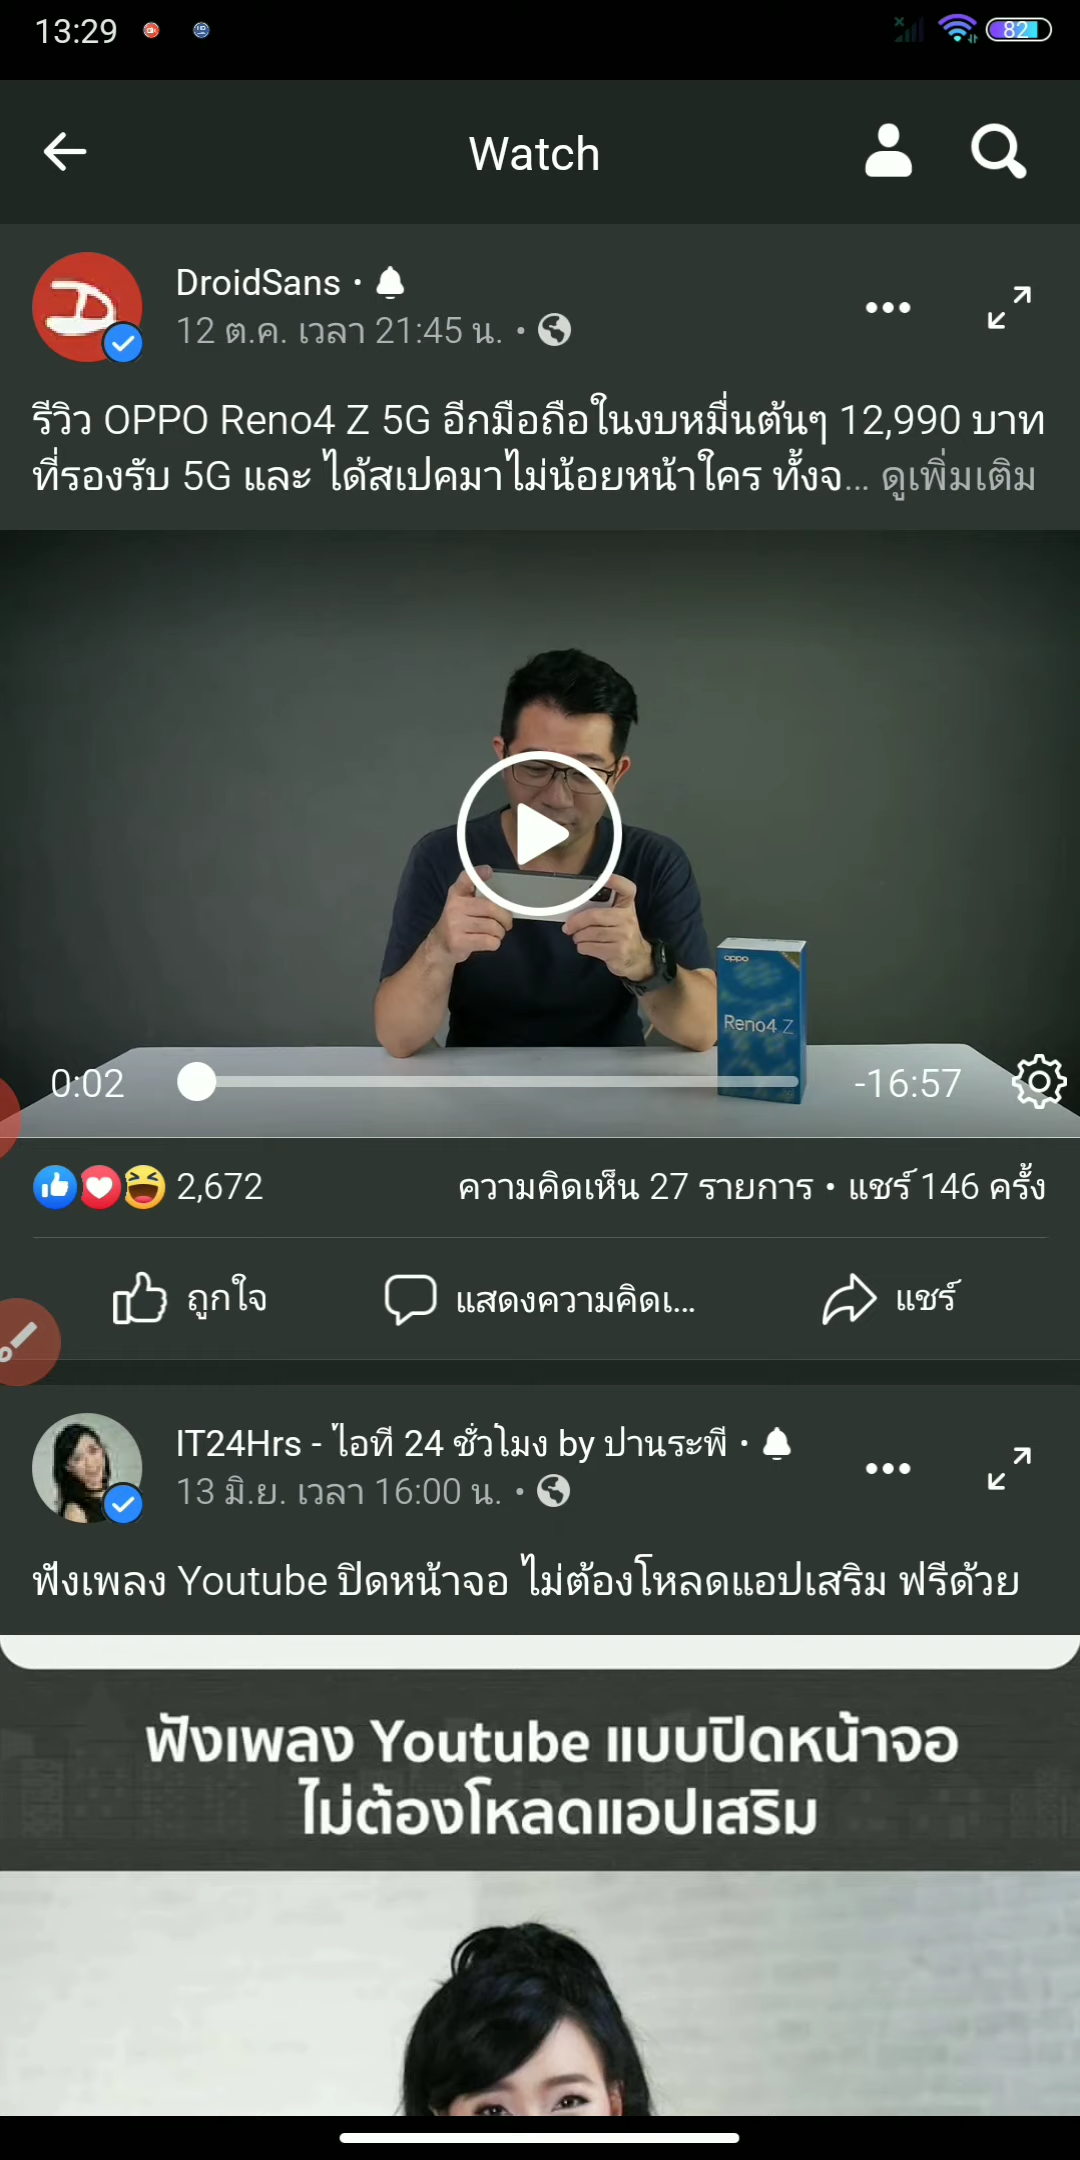 13:29
82
Watch
DroidSans •
12 ต.ค. เวลา 21:45 น. •
รีวิว OPPO Reno4 Z 5G อีกมือถือในงบหมื่นต้นๆ 12,990 บาท
ที่รองรับ 5G และ ได้สเปคมาไม่น้อยหน้าใคร ทั้งจ... ดูเพิ่มเติม
oppo
Reno4 Z
0:02
-16:57
2,672
ความคิดเห็น 27 รายการ • แชร์ 146 ครั้ง
ถูกใจ
แสดงความคิดเ...
แชร์
IT24Hrs - ไอที 24 ชั่วโมง by ปานระพี •
13 มิ.ย. เวลา 16:00 น. •
ฟังเพลง Youtube ปิดหน้าจอ ไม่ต้องโหลดแอปเสริม ฟรีด้วย
ฟังเพลง Youtube แบบปิดหน้าจอ
ไม่ต้องโหลดแอปเสริม